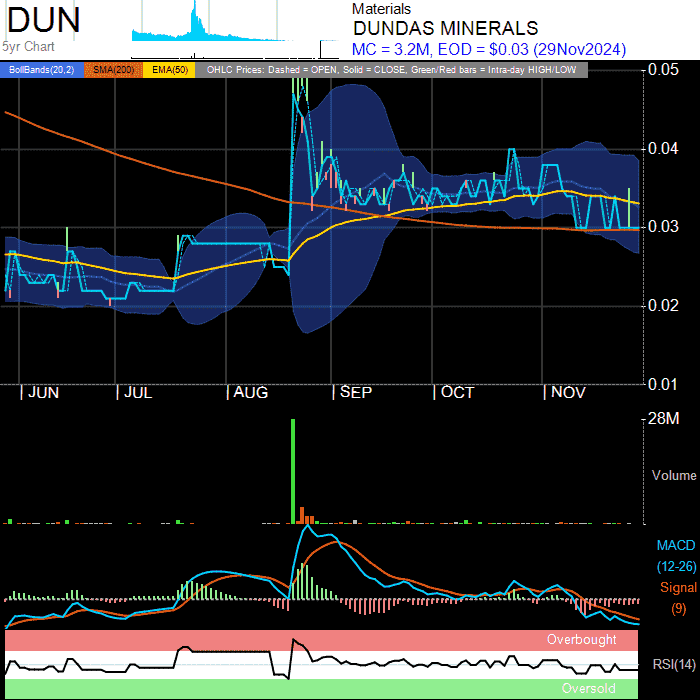 DUN
5yr Chart
Materials
DUNDAS MINERALS
MC = 3.2M, EOD = $0.03 (29Nov2024)
BollBands(20,2) SMA(200) EMA(50) OHLC Prices: Dashed = OPEN, Solid = CLOSE, Green/Red bars = Intra-day HIGH/LOW
0.05
0.04
0.03
0.02
0.01
| JUN | JUL | AUG | SEP | OCT | NOV
28M
Volume
MACD
(12-26)
Signal
(9)
Overbought
RSI(14)
Oversold